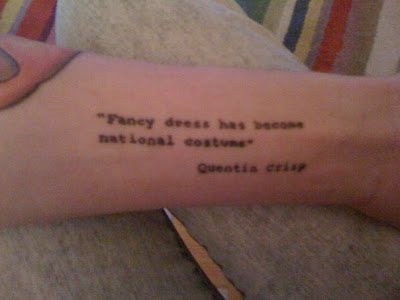 "Fancy dress has become
national costume"
Quentin Crisp